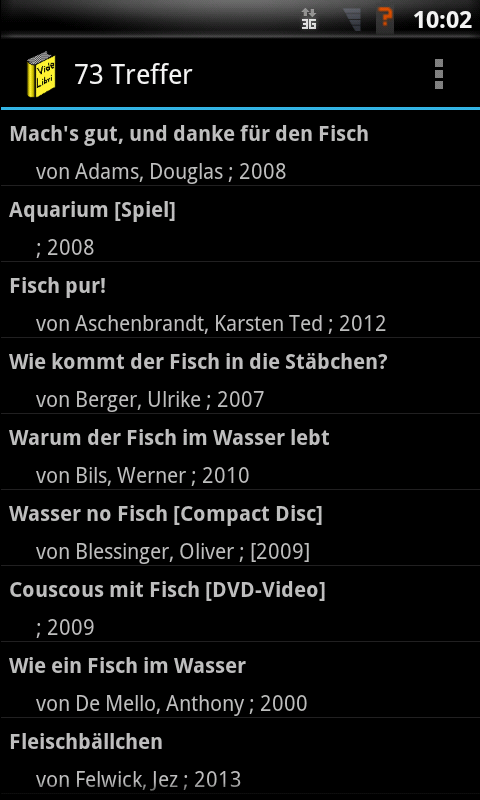 3G
10:02
Vide
Libri
73 Treffer
Mach's gut, und danke für den Fisch
von Adams, Douglas ; 2008
Aquarium [Spiel]
; 2008
Fisch pur!
von Aschenbrandt, Karsten Ted ; 2012
Wie kommt der Fisch in die Stäbchen?
von Berger, Ulrike ; 2007
Warum der Fisch im Wasser lebt
von Bils, Werner ; 2010
Wasser no Fisch [Compact Disc]
von Blessinger, Oliver ; [2009]
Couscous mit Fisch [DVD-Video]
; 2009
Wie ein Fisch im Wasser
von De Mello, Anthony ; 2000
Fleischbällchen
von Felwick, Jez ; 2013